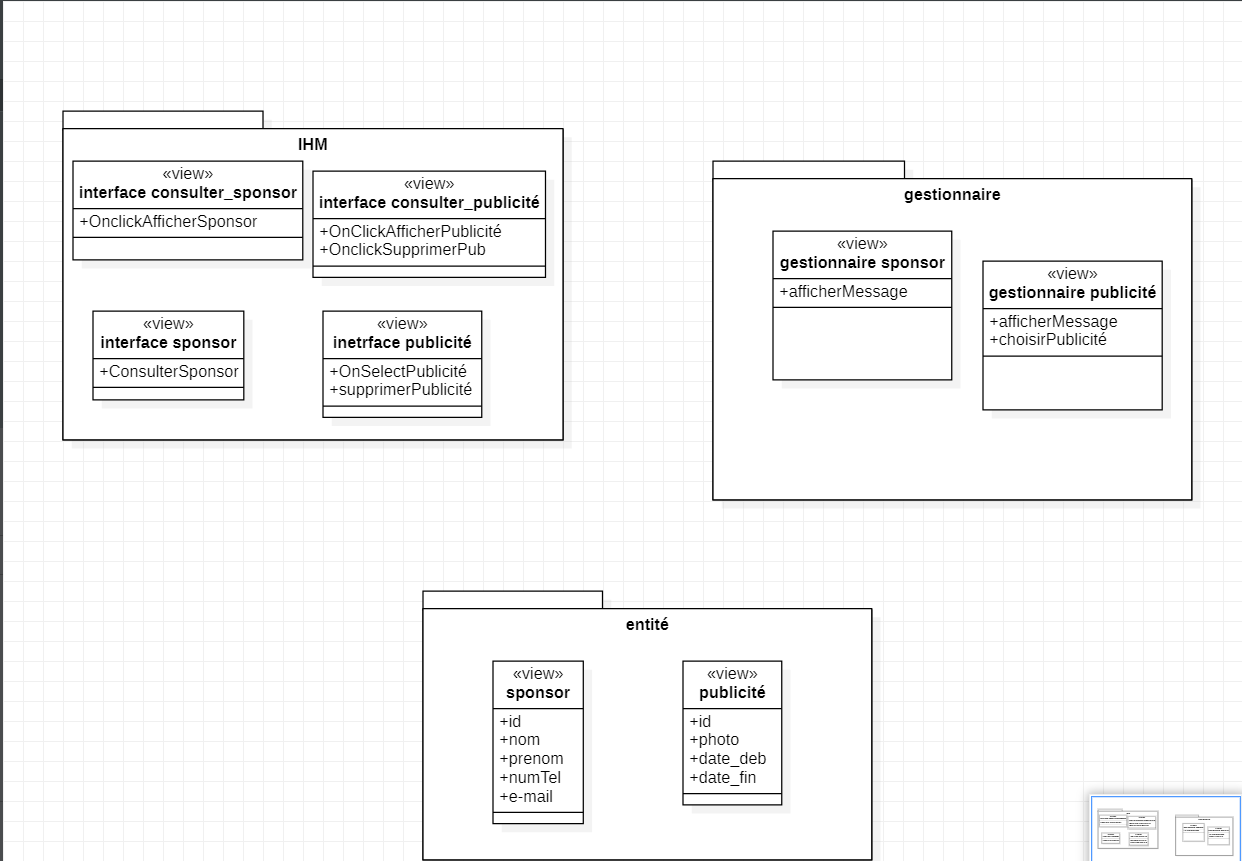 IHM
«view»
interface consulter_sponsor
+OnclickAfficherSponsor
«view»
interface consulter_publicité
+OnClickAfficherPublicité
+OnclickSupprimerPub
«view»
interface sponsor
+ConsulterSponsor
«view»
inetrface publicité
+OnSelectPublicité
+supprimerPublicité
gestionnaire
«view»
gestionnaire sponsor
+afficherMessage
«view»
gestionnaire publicité
+afficherMessage
+choisirPublicité
entité
«view»
sponsor
+id
+nom
+prenom
+numTel
+e-mail
«view»
publicité
+id
+photo
+date_deb
+date_fin